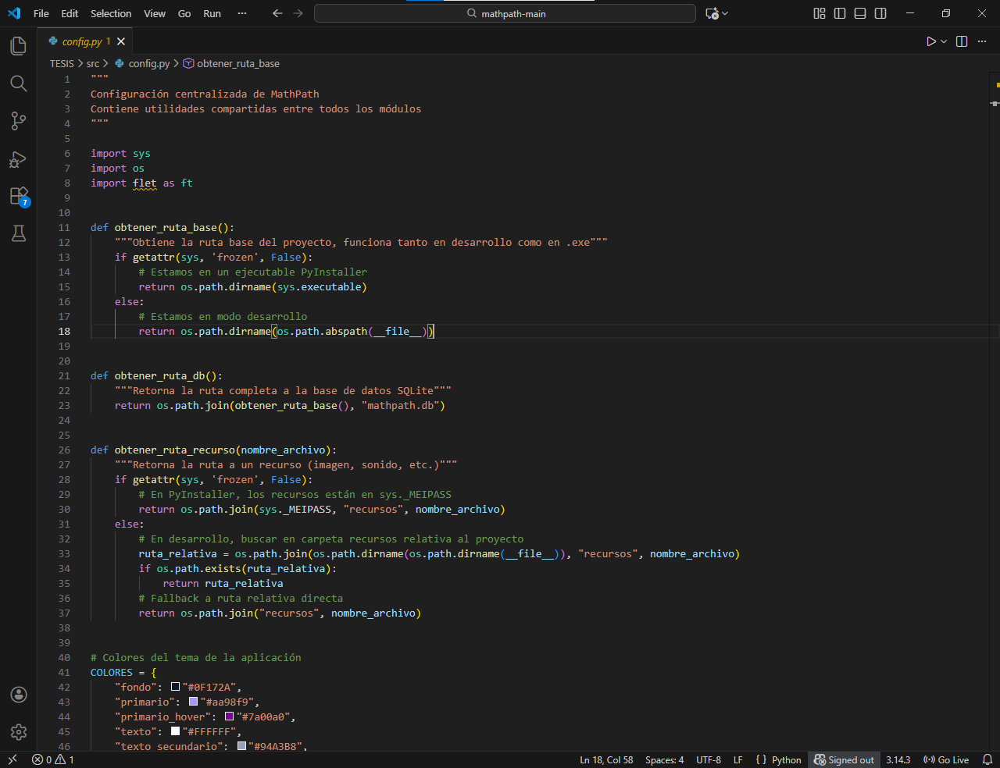 File Edit Selection View Go Run ··· mathpath-main
config.py 1
TESIS > src > config.py > obtener_ruta_base
1 """
2 Configuración centralizada de MathPath
3 Contiene utilidades compartidas entre todos los módulos
4 """
5
6 import sys
7 import os
8 import flet as ft
9
10
11 def obtener_ruta_base():
12     """Obtiene la ruta base del proyecto, funciona tanto en desarrollo como en .exe"""
13     if getattr(sys, 'frozen', False):
14         # Estamos en un ejecutable PyInstaller
15         return os.path.dirname(sys.executable)
16     else:
17         # Estamos en modo desarrollo
18         return os.path.dirname(os.path.abspath(__file__))
19
20
21 def obtener_ruta_db():
22     """Retorna la ruta completa a la base de datos SQLite"""
23     return os.path.join(obtener_ruta_base(), "mathpath.db")
24
25
26 def obtener_ruta_recurso(nombre_archivo):
27     """Retorna la ruta a un recurso (imagen, sonido, etc.)"""
28     if getattr(sys, 'frozen', False):
29         # En PyInstaller, los recursos están en sys._MEIPASS
30         return os.path.join(sys._MEIPASS, "recursos", nombre_archivo)
31     else:
32         # En desarrollo, buscar en carpeta recursos relativa al proyecto
33         ruta_relativa = os.path.join(os.path.dirname(os.path.dirname(__file__)), "recursos", nombre_archivo)
34         if os.path.exists(ruta_relativa):
35             return ruta_relativa
36         # Fallback a ruta relativa directa
37         return os.path.join("recursos", nombre_archivo)
38
39
40 # Colores del tema de la aplicación
41 COLORES = {
42     "fondo": "#0F172A",
43     "primario": "#aa98f9",
44     "primario_hover": "#7a00a0",
45     "texto": "#FFFFFF",
46     "texto_secundario": "#94A3B8",
7
0 1 Ln 18, Col 58 Spaces: 4 UTF-8 LF { } Python Signed out 3.14.3 Go Live